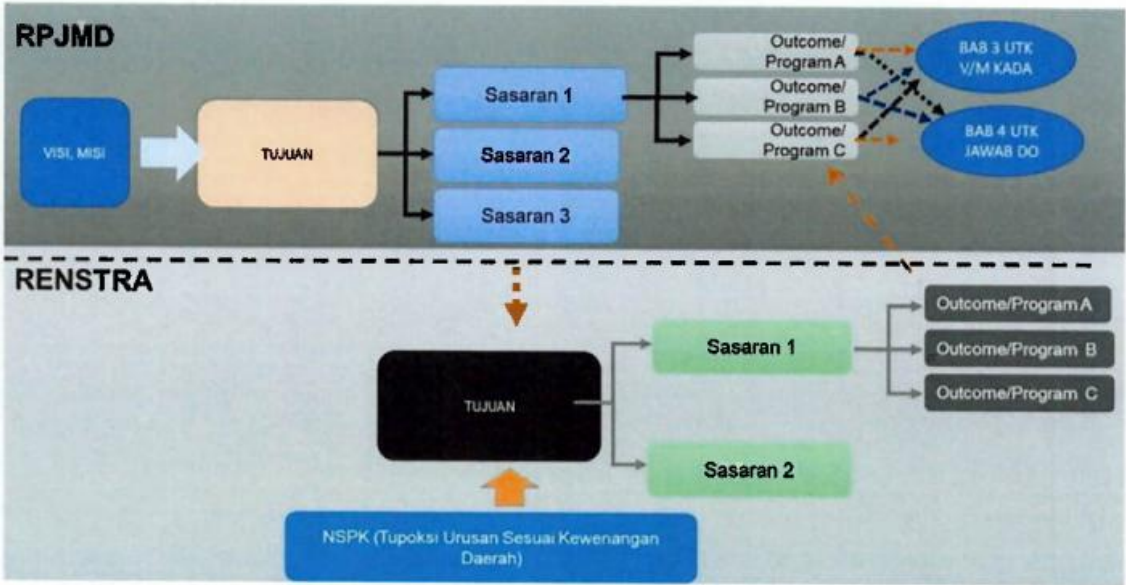 RPJMD
VISI, MISI
TUJUAN
Sasaran 1
Sasaran 2
Sasaran 3
Outcome/
Program A
Outcome/
Program B
Outcome/
Program C
BAB 3 UTK
V/M KADA
BAB 4 UTK
JAWAB DO
RENSTRA
TUJUAN
Sasaran 1
Sasaran 2
Outcome/Program A
Outcome/Program B
Outcome/Program C
NSPK (Tupoksi Urusan Sesuai Kewenangan
Daerah)